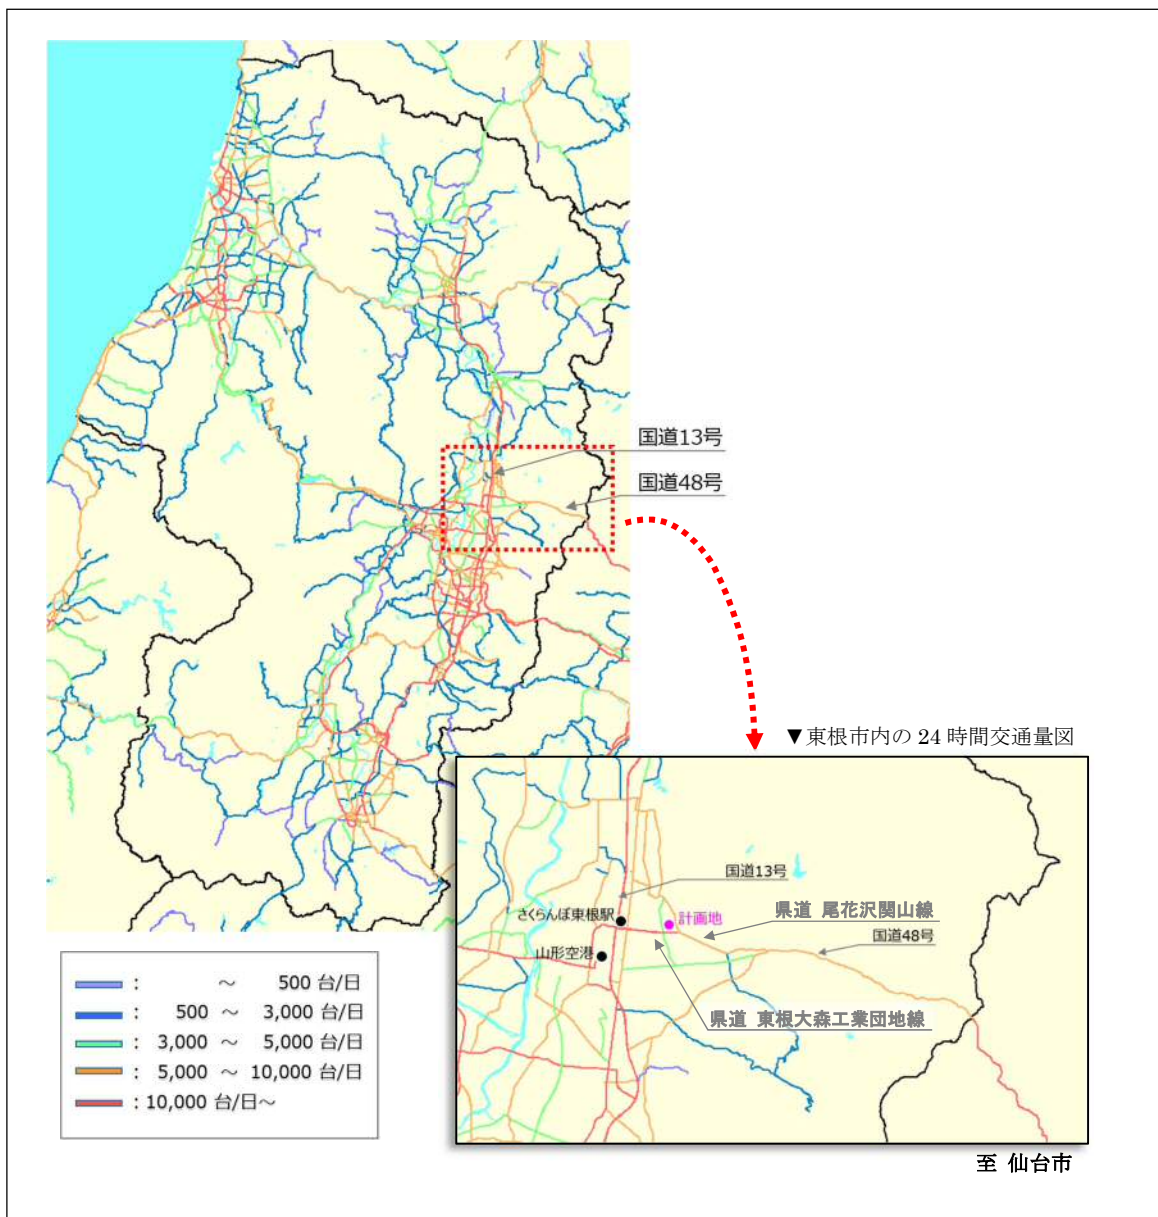 国道13号
国道48号
▼東根市内の 24 時間交通量図
国道13号
さくらんぼ東根駅
計画地
県道 尾花沢関山線
国道48号
山形空港
県道 東根大森工業団地線
: ～ 500 台/日
: 500 ～ 3,000 台/日
: 3,000 ～ 5,000 台/日
: 5,000 ～ 10,000 台/日
: 10,000 台/日～
至 仙台市